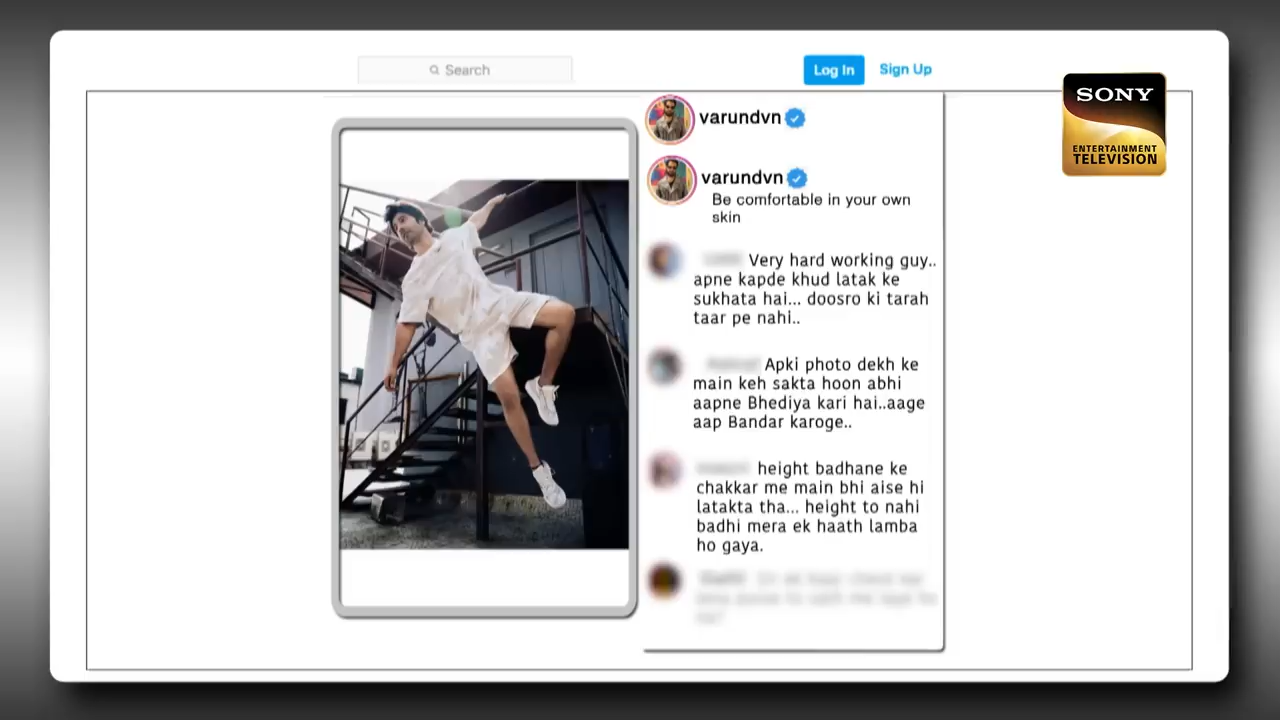 Search
Log In
Sign Up
SONY
ENTERTAINMENT
TELEVISION
varundvn
varundvn
Be comfortable in your own
skin
Very hard working guy..
apne kapde khud latak ke
sukhata hai... doosro ki tarah
taar pe nahi..
Apki photo dekh ke
main keh sakta hoon abhi
aapne Bhediya kari hai..aage
aap Bandar karoge..
height badhane ke
chakkar me main bhi aise hi
latakta tha... height to nahi
badhi mera ek haath lamba
ho gaya.